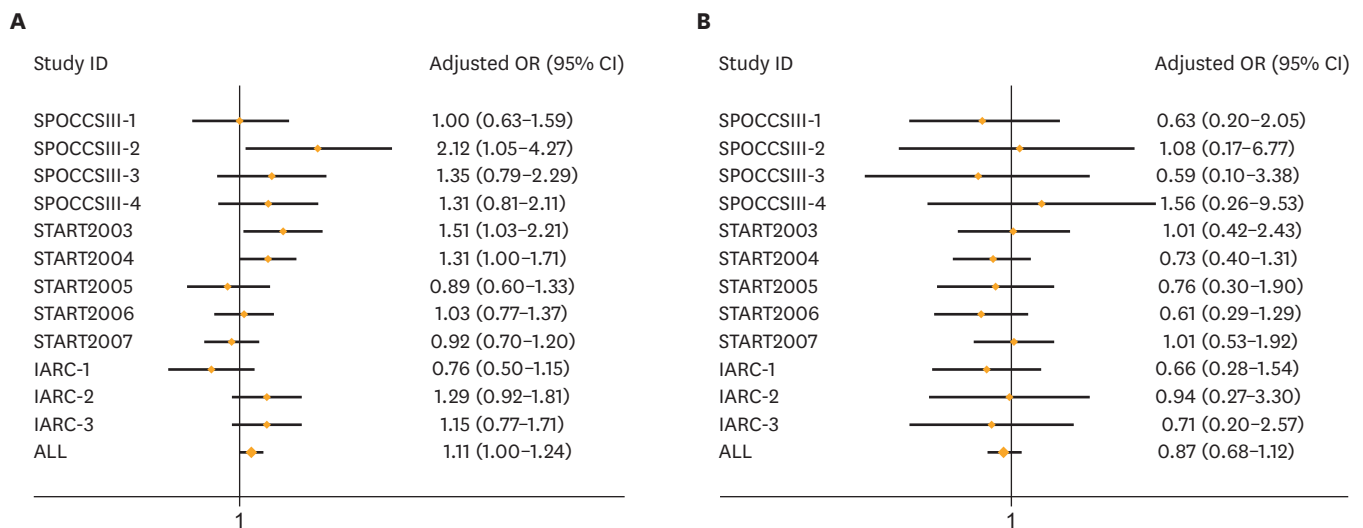 A
Study ID Adjusted OR (95% CI)
SPOCCSIII-1 1.00 (0.63–1.59)
SPOCCSIII-2 2.12 (1.05–4.27)
SPOCCSIII-3 1.35 (0.79–2.29)
SPOCCSIII-4 1.31 (0.81–2.11)
START2003 1.51 (1.03–2.21)
START2004 1.31 (1.00–1.71)
START2005 0.89 (0.60–1.33)
START2006 1.03 (0.77–1.37)
START2007 0.92 (0.70–1.20)
IARC-1 0.76 (0.50–1.15)
IARC-2 1.29 (0.92–1.81)
IARC-3 1.15 (0.77–1.71)
ALL 1.11 (1.00–1.24)
1
B
Study ID Adjusted OR (95% CI)
SPOCCSIII-1 0.63 (0.20–2.05)
SPOCCSIII-2 1.08 (0.17–6.77)
SPOCCSIII-3 0.59 (0.10–3.38)
SPOCCSIII-4 1.56 (0.26–9.53)
START2003 1.01 (0.42–2.43)
START2004 0.73 (0.40–1.31)
START2005 0.76 (0.30–1.90)
START2006 0.61 (0.29–1.29)
START2007 1.01 (0.53–1.92)
IARC-1 0.66 (0.28–1.54)
IARC-2 0.94 (0.27–3.30)
IARC-3 0.71 (0.20–2.57)
ALL 0.87 (0.68–1.12)
1